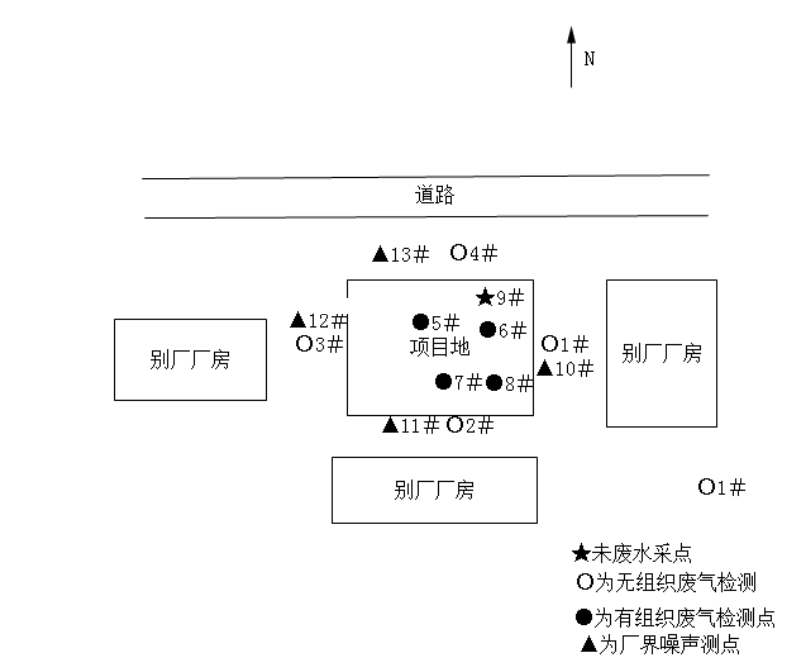 N
道路
▲13# O4#
★9#
▲12#
●5#
●6#
O3#
项目地
O1#
别厂厂房
别厂厂房
▲10#
●7# ●8#
▲11# O2#
别厂厂房
O1#
★未废水采点
O为无组织废气检测
●为有组织废气检测点
▲为厂界噪声测点